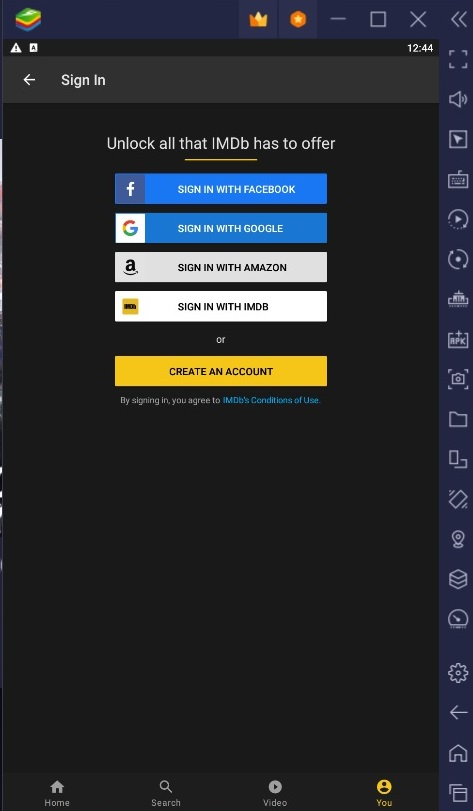 12:44
Sign In
Unlock all that IMDb has to offer
SIGN IN WITH FACEBOOK
SIGN IN WITH GOOGLE
SIGN IN WITH AMAZON
IMDb SIGN IN WITH IMDB
or
CREATE AN ACCOUNT
By signing in, you agree to IMDb's Conditions of Use.
Home Search Video You